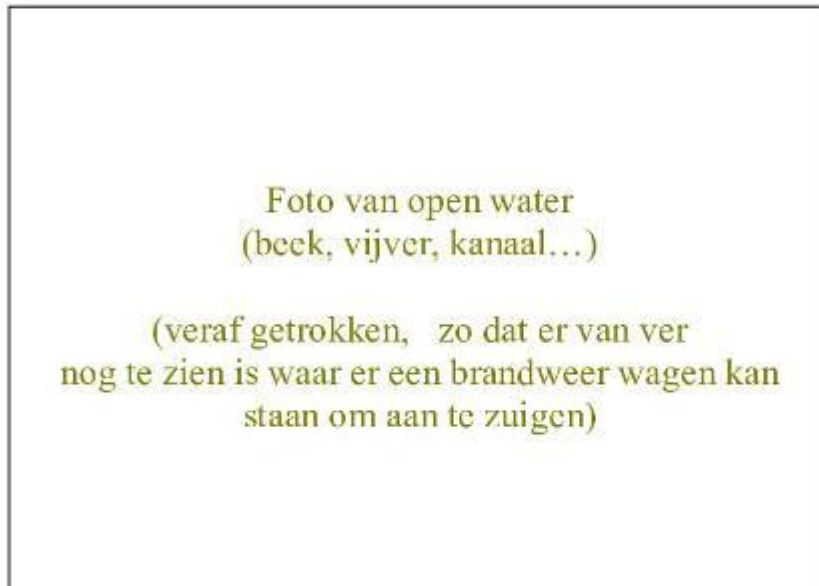 Foto van open water
(beek, vijver, kanaal…)
(veraf getrokken, zo dat er van ver
nog te zien is waar er een brandweer wagen kan
staan om aan te zuigen)